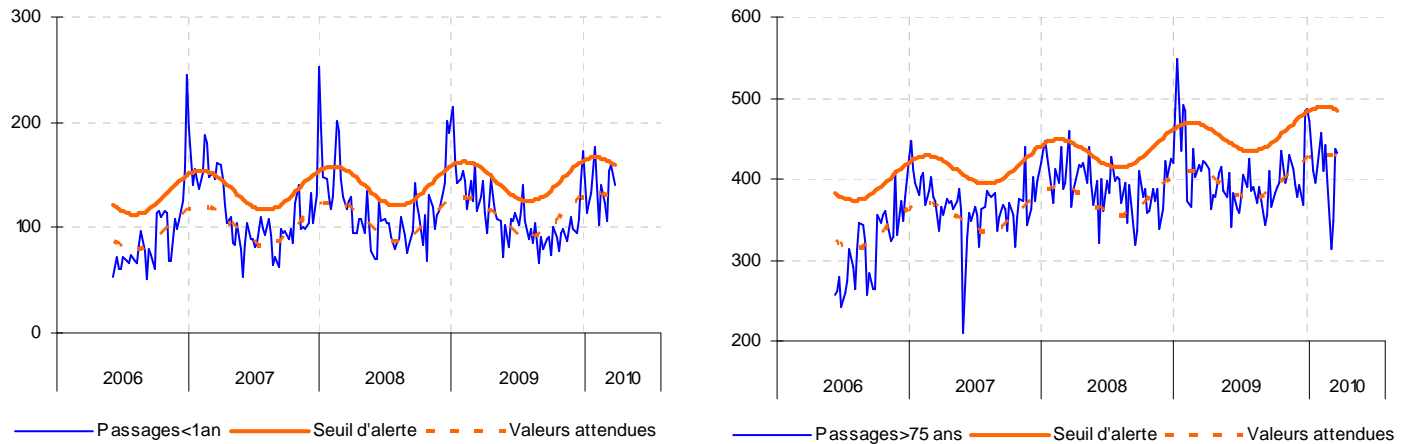 300
200
100
0
2006 2007 2008 2009 2010
Passages<1an Seuil d'alerte Valeurs attendues
600
500
400
300
200
2006 2007 2008 2009 2010
Passages>75 ans Seuil d'alerte Valeurs attendues